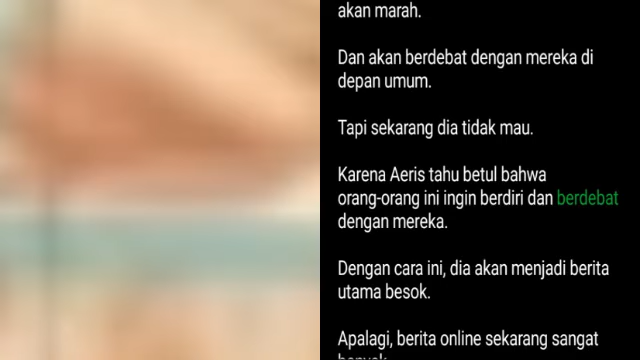 akan marah.
Dan akan berdebat dengan mereka di
depan umum.
Tapi sekarang dia tidak mau.
Karena Aeris tahu betul bahwa
orang-orang ini ingin berdiri dan berdebat
dengan mereka.
Dengan cara ini, dia akan menjadi berita
utama besok.
Apalagi, berita online sekarang sangat